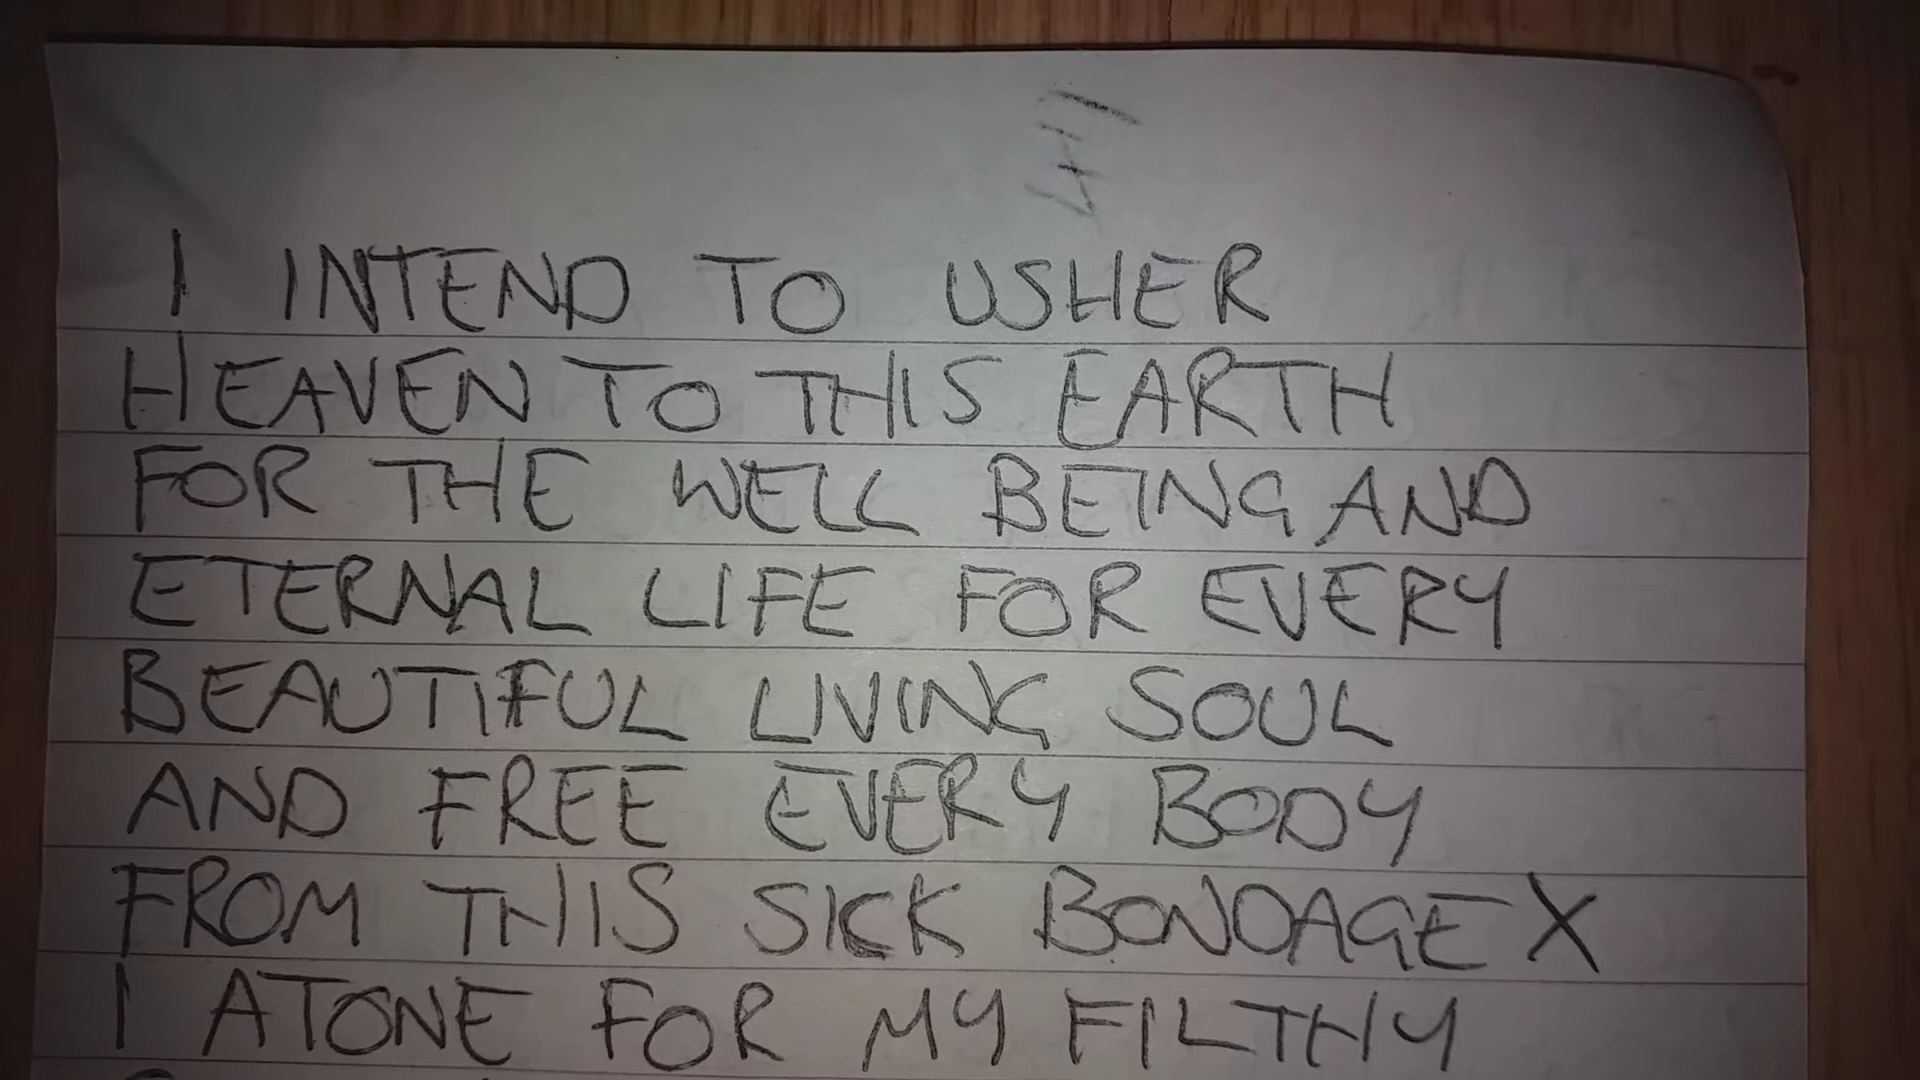 441
I INTEND TO USHER
HEAVEN TO THIS EARTH
FOR THE WELL BEING AND
ETERNAL LIFE FOR EVERY
BEAUTIFUL LIVING SOUL
AND FREE EVERY BODY
FROM THIS SICK BONDAGE X
I ATONE FOR MY FILTHY